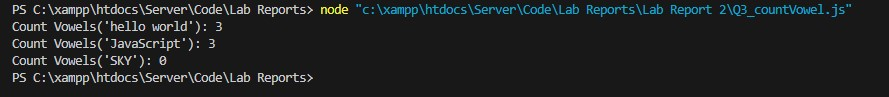 PS C:\xampp\htdocs\Server\Code\Lab Reports> node "c:\xampp\htdocs\Server\Code\Lab Reports\Lab Report 2\Q3_countVowel.js"
Count Vowels('hello world'): 3
Count Vowels('JavaScript'): 3
Count Vowels('SKY'): 0
PS C:\xampp\htdocs\Server\Code\Lab Reports>